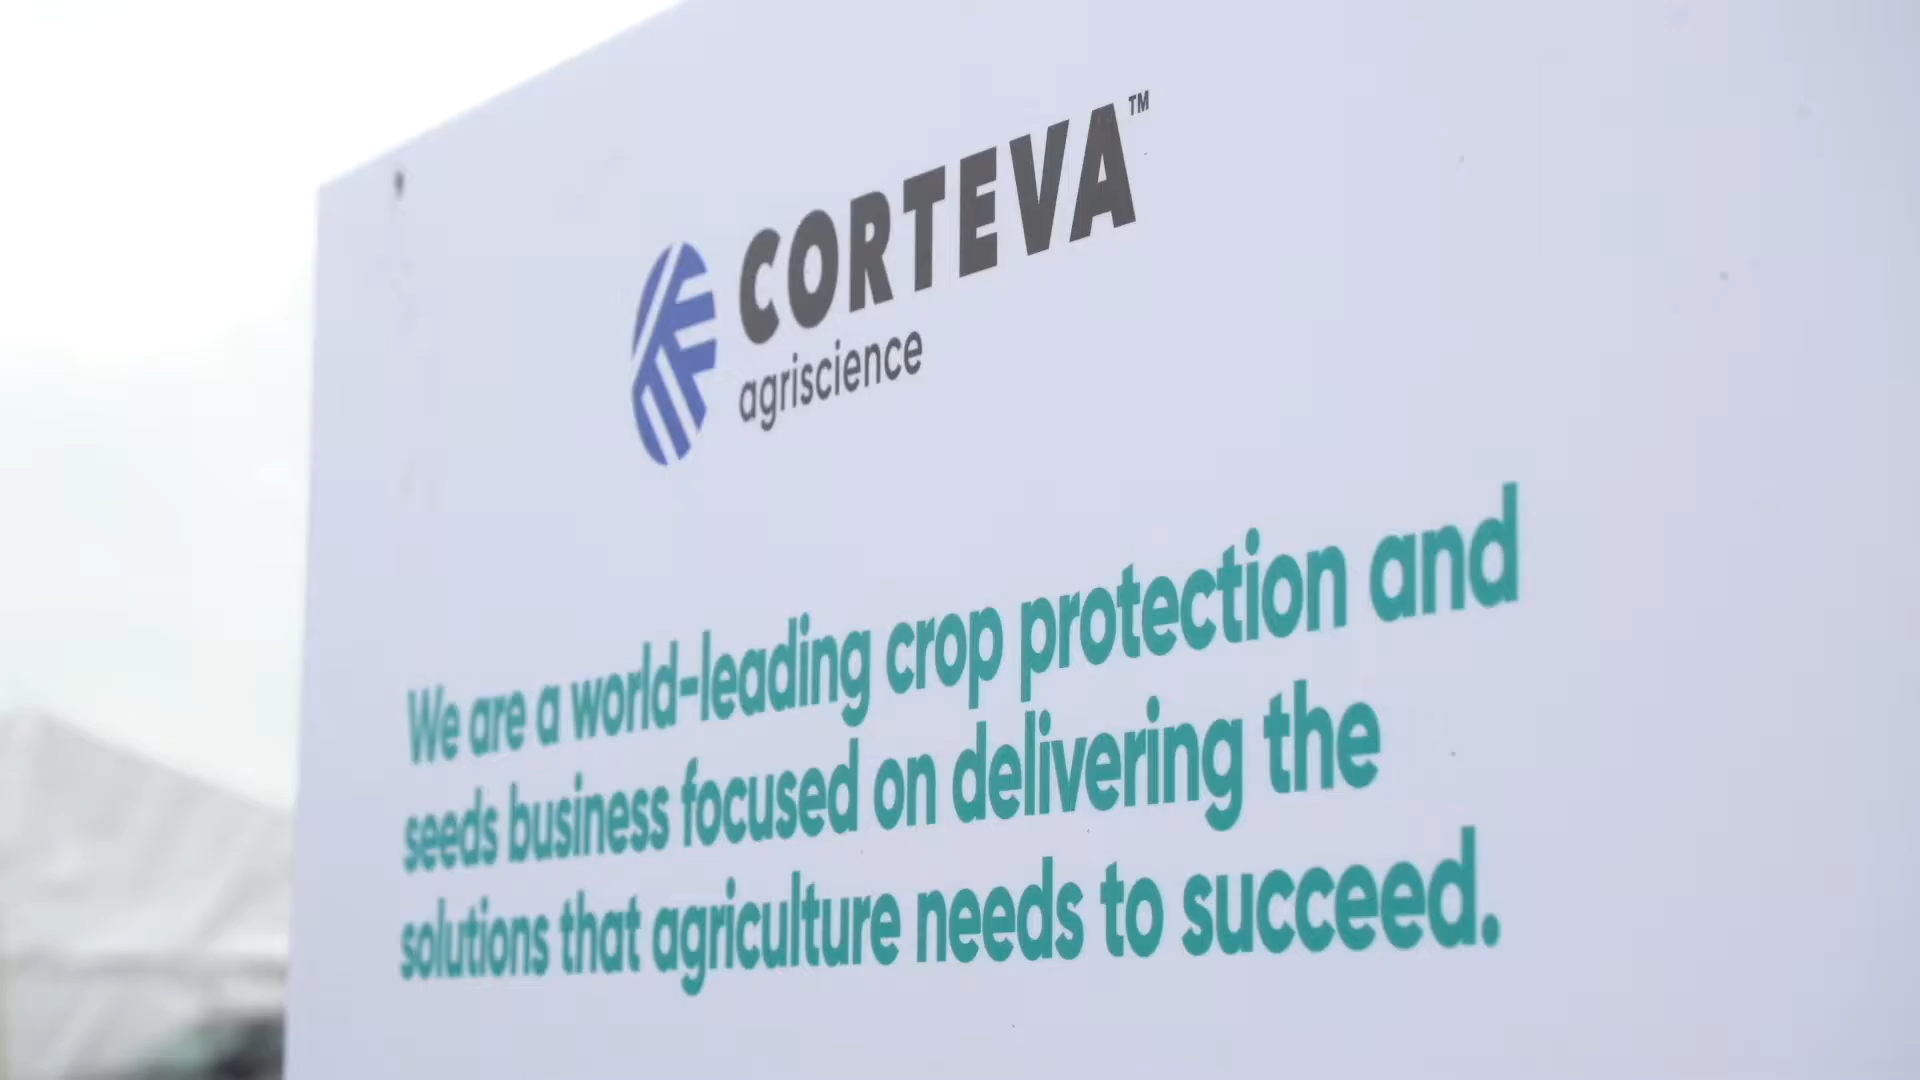 CORTEVA™
agriscience
We are a world-leading crop protection and
seeds business focused on delivering the
solutions that agriculture needs to succeed.